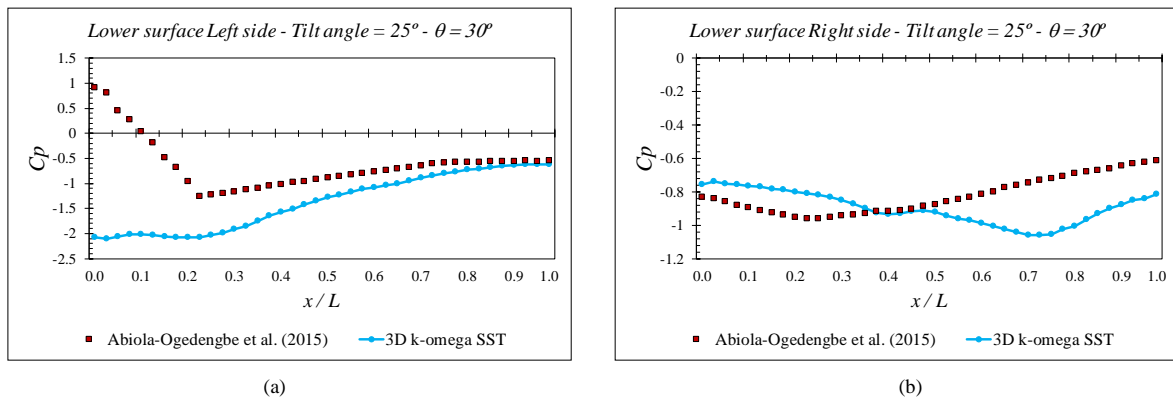 Lower surface Left side - Tilt angle = 25º - θ = 30º
1.5
1
0.5
0
-0.5
-1
-1.5
-2
-2.5
Cp
0.0 0.1 0.2 0.3 0.4 0.5 0.6 0.7 0.8 0.9 1.0
x / L
Abiola-Ogedengbe et al. (2015) 3D k-omega SST
(a)
Lower surface Right side - Tilt angle = 25º - θ = 30º
0
-0.2
-0.4
-0.6
-0.8
-1
-1.2
Cp
0.0 0.1 0.2 0.3 0.4 0.5 0.6 0.7 0.8 0.9 1.0
x / L
Abiola-Ogedengbe et al. (2015) 3D k-omega SST
(b)